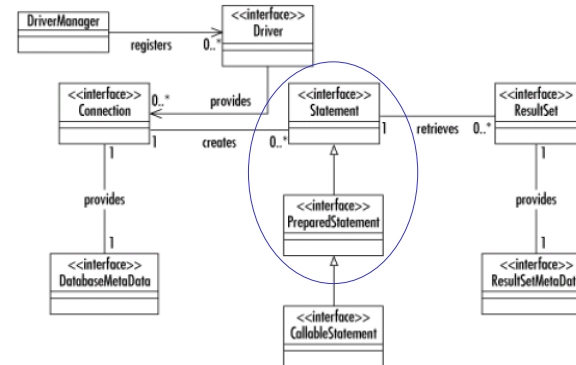 DriverManager
registers
0..*
<<interface>>
Driver
<<interface>>
Connection
0..*
provides
<<interface>>
Statement
<<interface>>
ResultSet
1
creates
0..*
1
retrieves
0..*
1
provides
1
<<interface>>
PreparedStatement
1
provides
1
<<interface>>
DatabaseMetaData
<<interface>>
ResultSetMetaDat
<<interface>>
CallableStatement